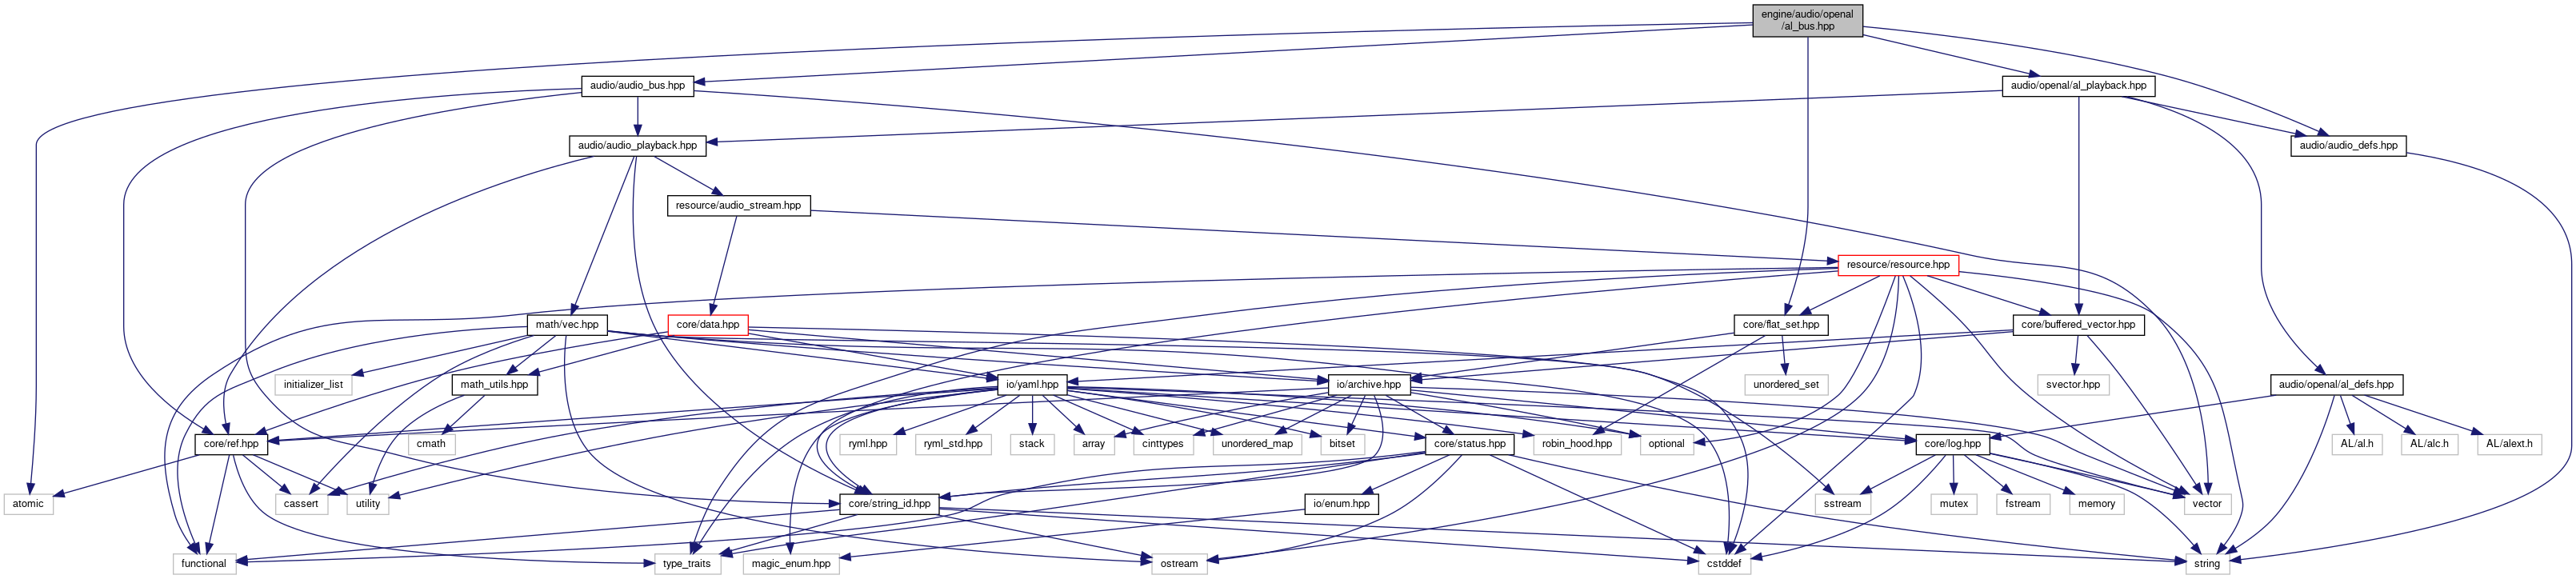 engine/audio/openal
/al_bus.hpp
audio/audio_bus.hpp
audio/openal/al_playback.hpp
audio/audio_playback.hpp
audio/audio_defs.hpp
resource/audio_stream.hpp
resource/resource.hpp
math/vec.hpp
core/data.hpp
core/flat_set.hpp
core/buffered_vector.hpp
initializer_list
math_utils.hpp
io/yaml.hpp
io/archive.hpp
unordered_set
svector.hpp
audio/openal/al_defs.hpp
core/ref.hpp
cmath
ryml.hpp
ryml_std.hpp
stack
array
cinttypes
unordered_map
bitset
core/status.hpp
robin_hood.hpp
optional
core/log.hpp
AL/al.h
AL/alc.h
AL/alext.h
atomic
cassert
utility
core/string_id.hpp
io/enum.hpp
sstream
mutex
fstream
memory
vector
functional
type_traits
magic_enum.hpp
ostream
cstddef
string